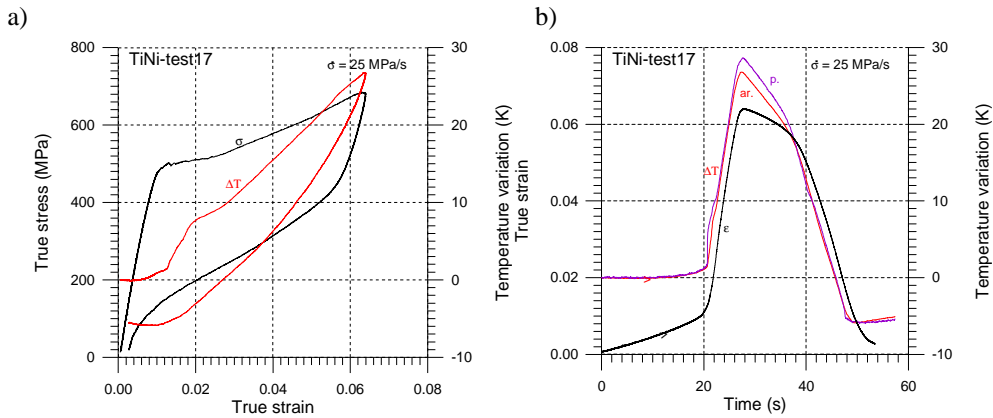 a)
TiNi-test17
σ̇ = 25 MPa/s
800
600
400
200
0
True stress (MPa)
σ
ΔT
30
20
10
0
-10
Temperature variation (K)
0.00 0.02 0.04 0.06 0.08
True strain
b)
TiNi-test17
σ̇ = 25 MPa/s
0.08
0.06
0.04
0.02
0.00
True strain
p.
ar.
ΔT
ε
30
20
10
0
-10
Temperature variation (K)
0 20 40 60
Time (s)